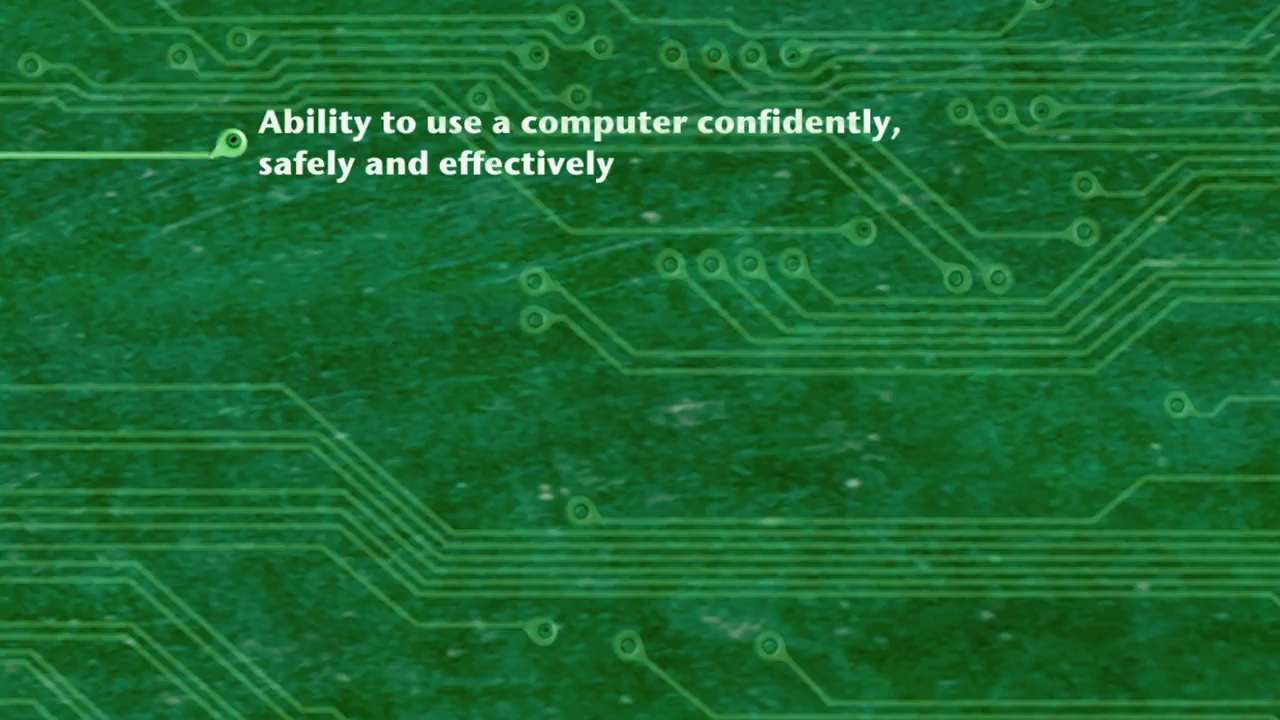 Ability to use a computer confidently,
safely and effectively